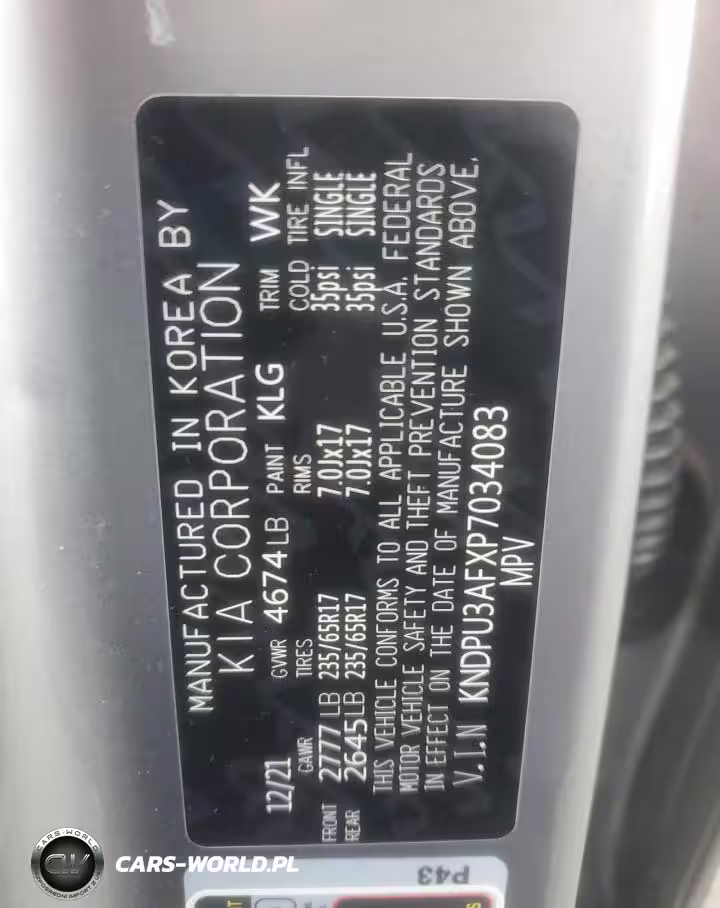 MANUFACTURED IN KOREA BY
KIA CORPORATION
12/21 GVWR 4674LB PAINT KLG TRIM WK
GAWR TIRES RIMS COLD TIRE INFL
FRONT 2777LB 235/65R17 7.0Jx17 35psi SINGLE
REAR 2645LB 235/65R17 7.0Jx17 35psi SINGLE
THIS VEHICLE CONFORMS TO ALL APPLICABLE U.S.A. FEDERAL
MOTOR VEHICLE SAFETY AND THEFT PREVENTION STANDARDS
IN EFFECT ON THE DATE OF MANUFACTURE SHOWN ABOVE.
V.I.N KNDPU3AFXP7034083
MPV
P43
CARS-WORLD
CW
CARS-WORLD.PL